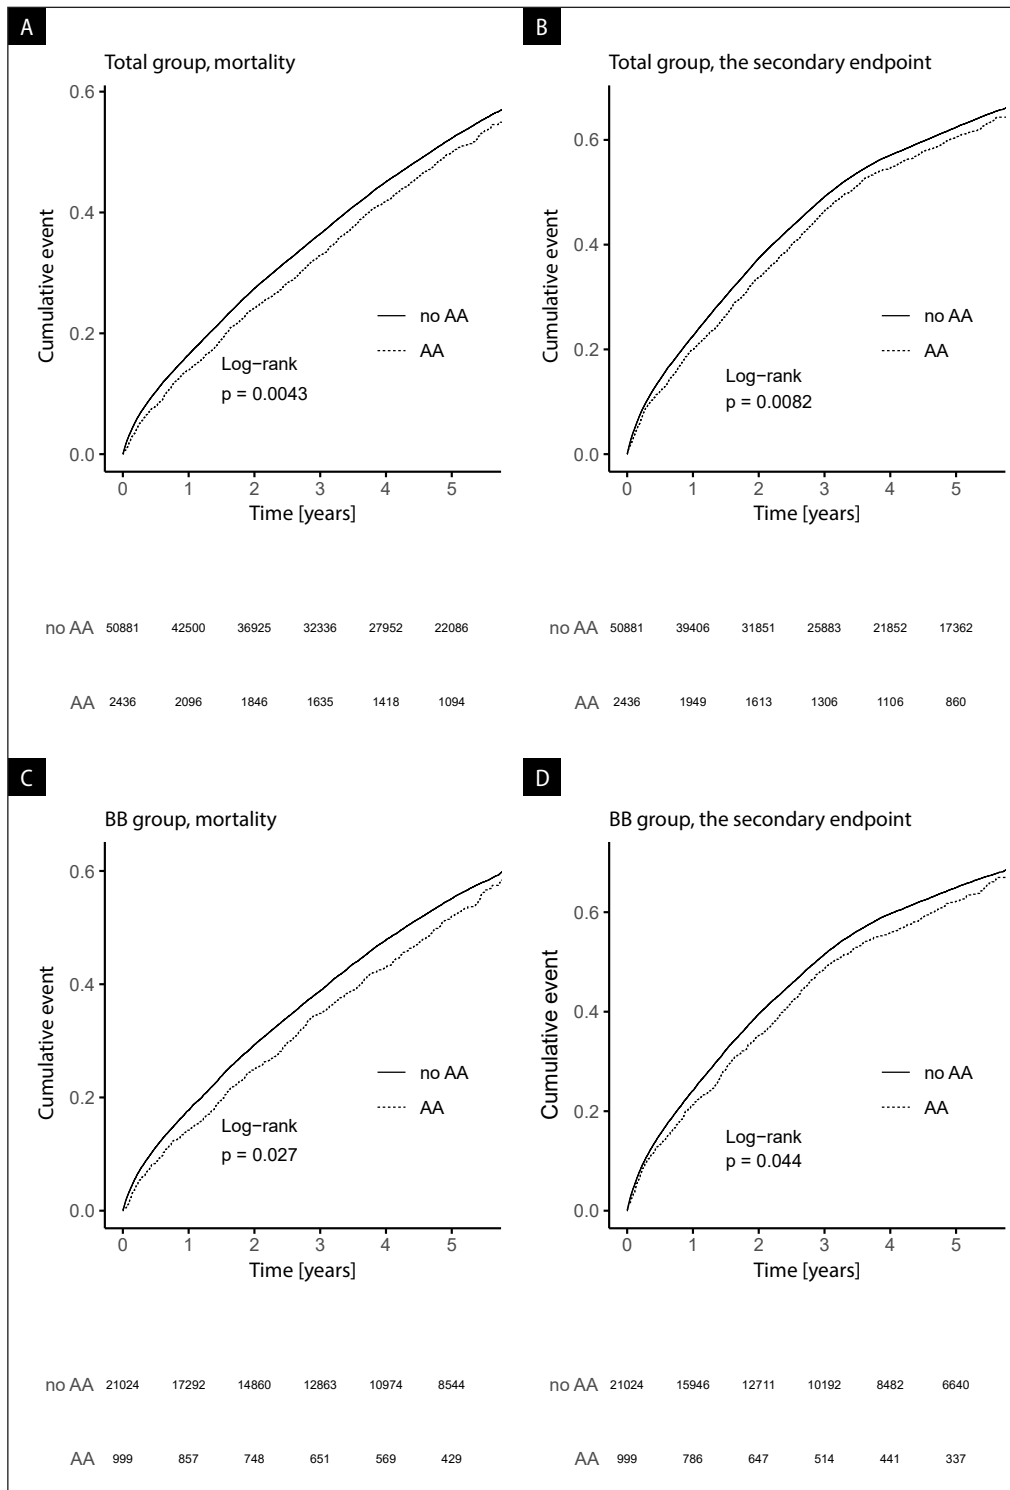 A
Total group, mortality
0.6
0.4
0.2
0.0
Cumulative event
no AA
AA
Log-rank
p = 0.0043
0 1 2 3 4 5
Time [years]
no AA 50881 42500 36925 32336 27952 22086
AA 2436 2096 1846 1635 1418 1094
B
Total group, the secondary endpoint
0.6
0.4
0.2
0.0
Cumulative event
no AA
AA
Log-rank
p = 0.0082
0 1 2 3 4 5
Time [years]
no AA 50881 39406 31851 25883 21852 17362
AA 2436 1949 1613 1306 1106 860
C
BB group, mortality
0.6
0.4
0.2
0.0
Cumulative event
no AA
AA
Log-rank
p = 0.027
0 1 2 3 4 5
Time [years]
no AA 21024 17292 14860 12863 10974 8544
AA 999 857 748 651 569 429
D
BB group, the secondary endpoint
0.6
0.4
0.2
0.0
Cumulative event
no AA
AA
Log-rank
p = 0.044
0 1 2 3 4 5
Time [years]
no AA 21024 15946 12711 10192 8482 6640
AA 999 786 647 514 441 337